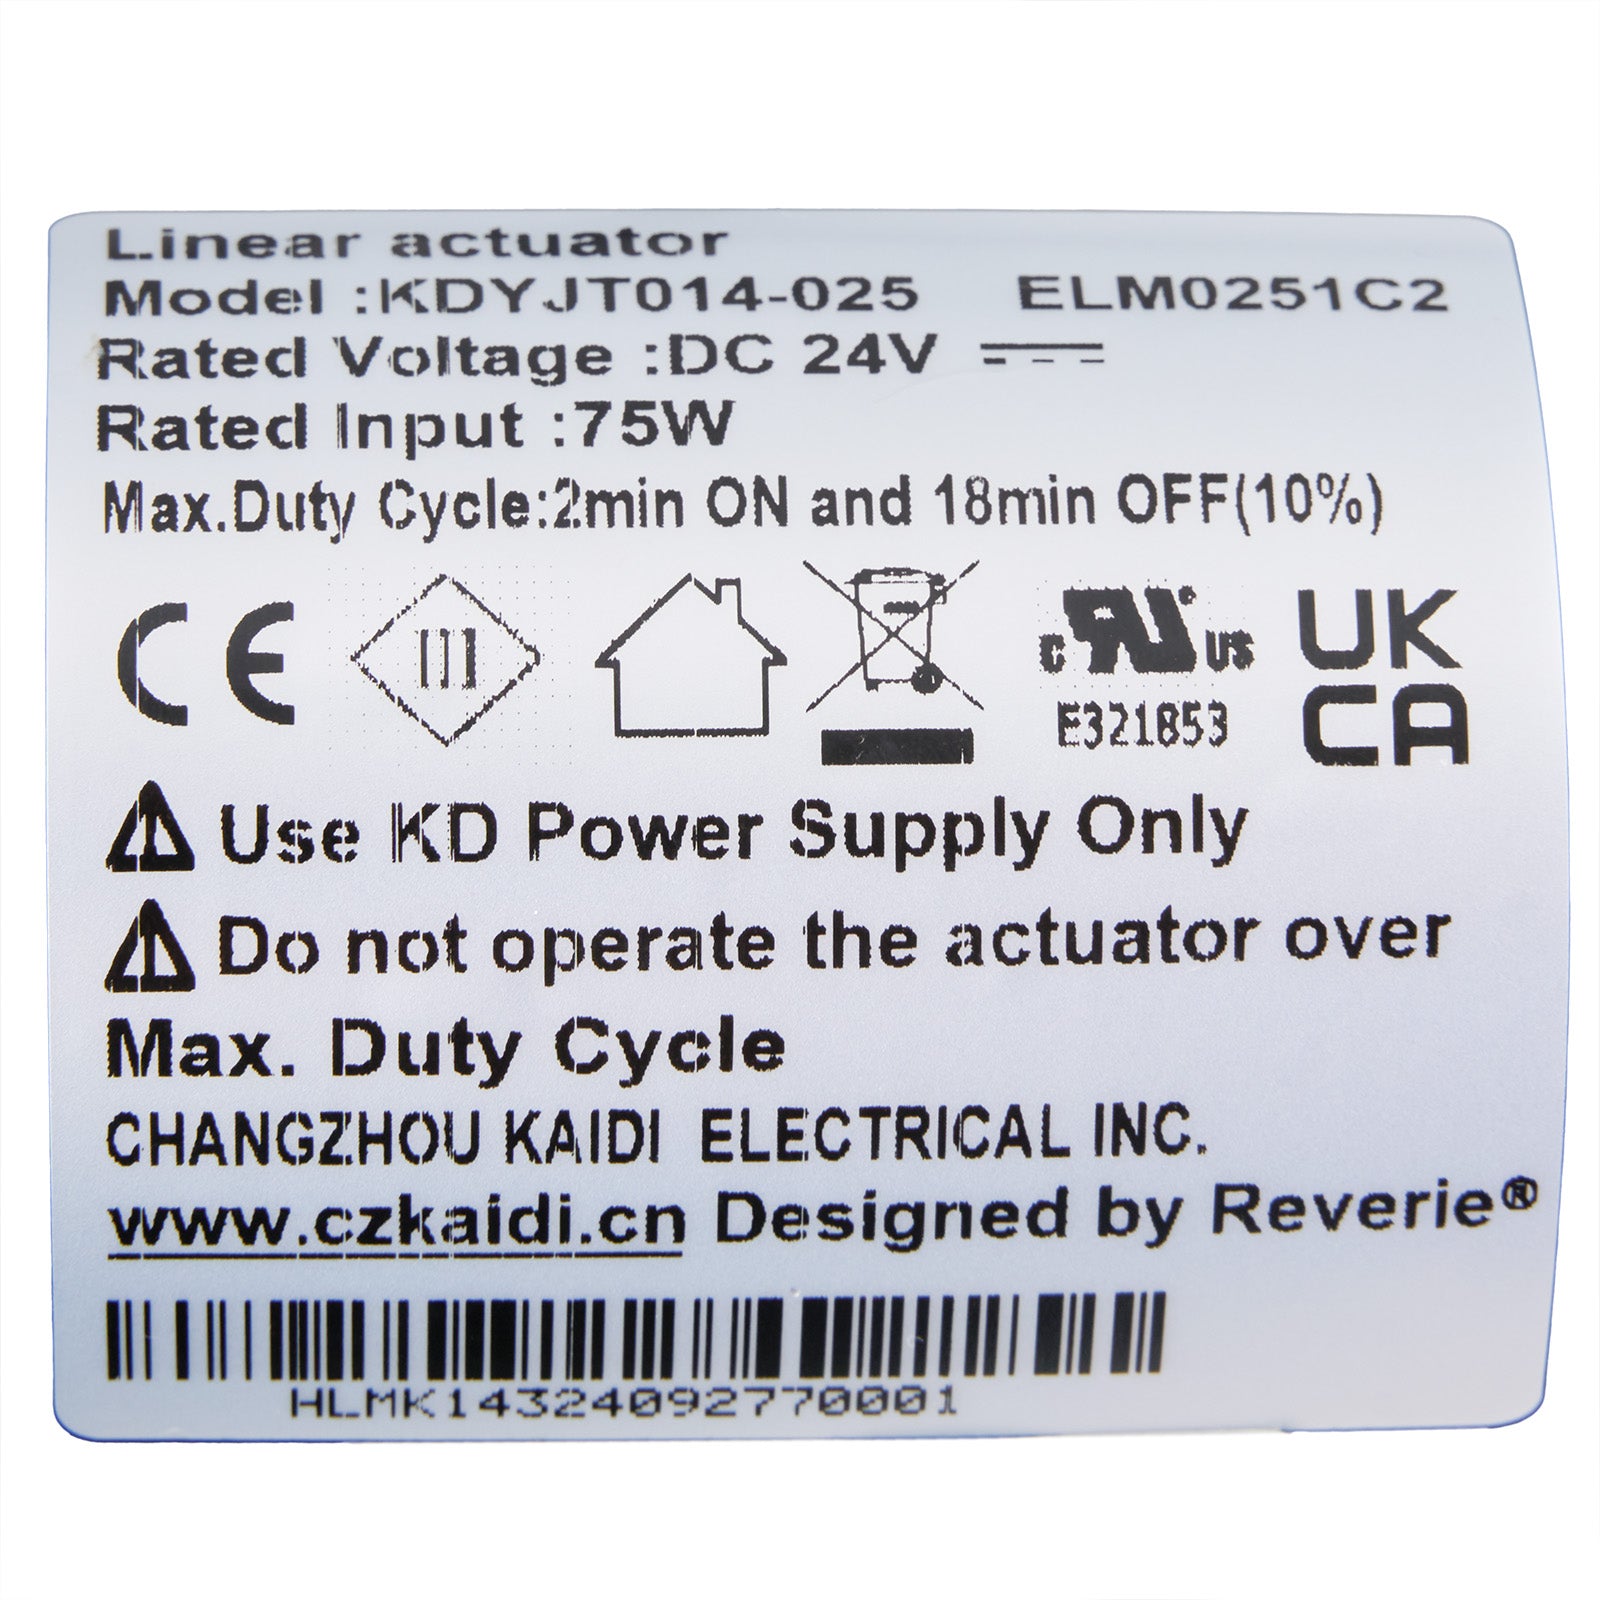 Linear actuator
Model :KDYJT014-025 ELM0251C2
Rated Voltage :DC 24V
Rated Input :75W
Max.Duty Cycle:2min ON and 18min OFF(10%)
CE III c RU US UK
E321853 CA
Use KD Power Supply Only
Do not operate the actuator over
Max. Duty Cycle
CHANGZHOU KAIDI ELECTRICAL INC.
www.czkaidi.cn Designed by Reverie®
HLMK14324092770001